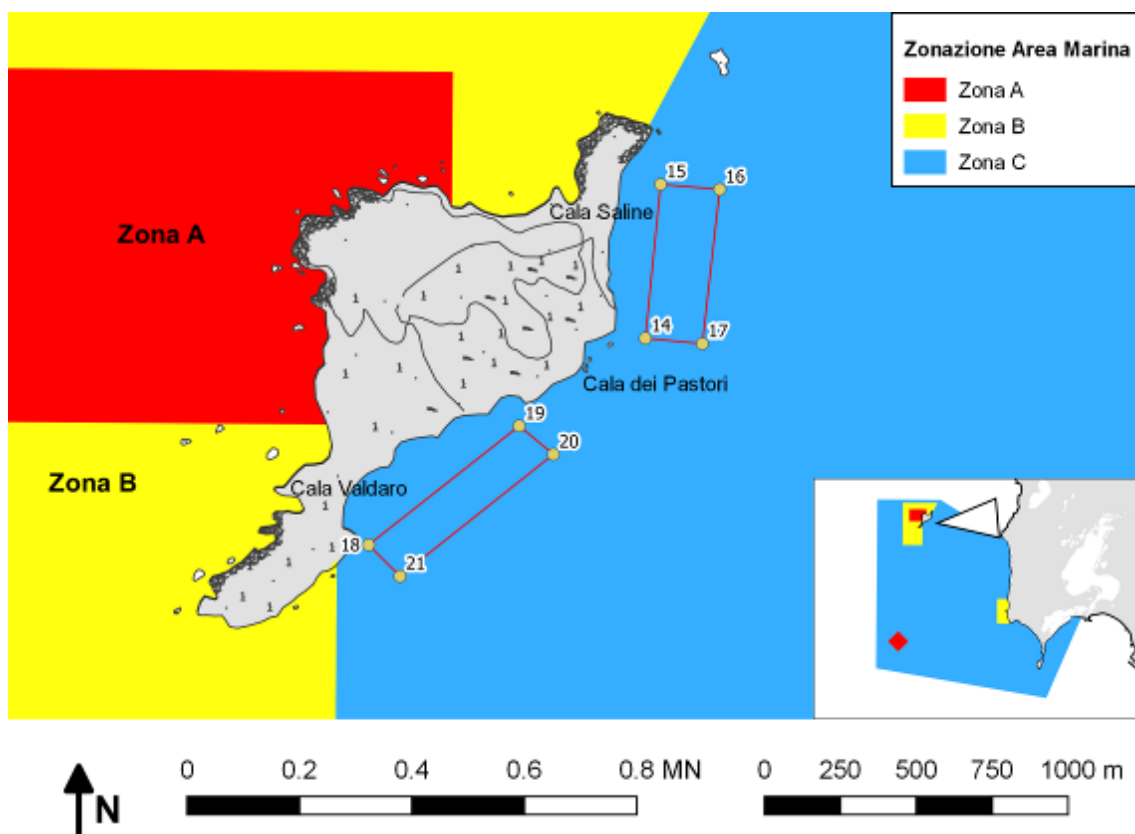 Zonazione Area Marina
Zona A
Zona B
Zona C
15
16
Cala Saline
Zona A
14
17
Cala dei Pastori
19
20
Zona B
Cala Valdaro
18
21
N
0 0.2 0.4 0.6 0.8 MN
0 250 500 750 1000 m